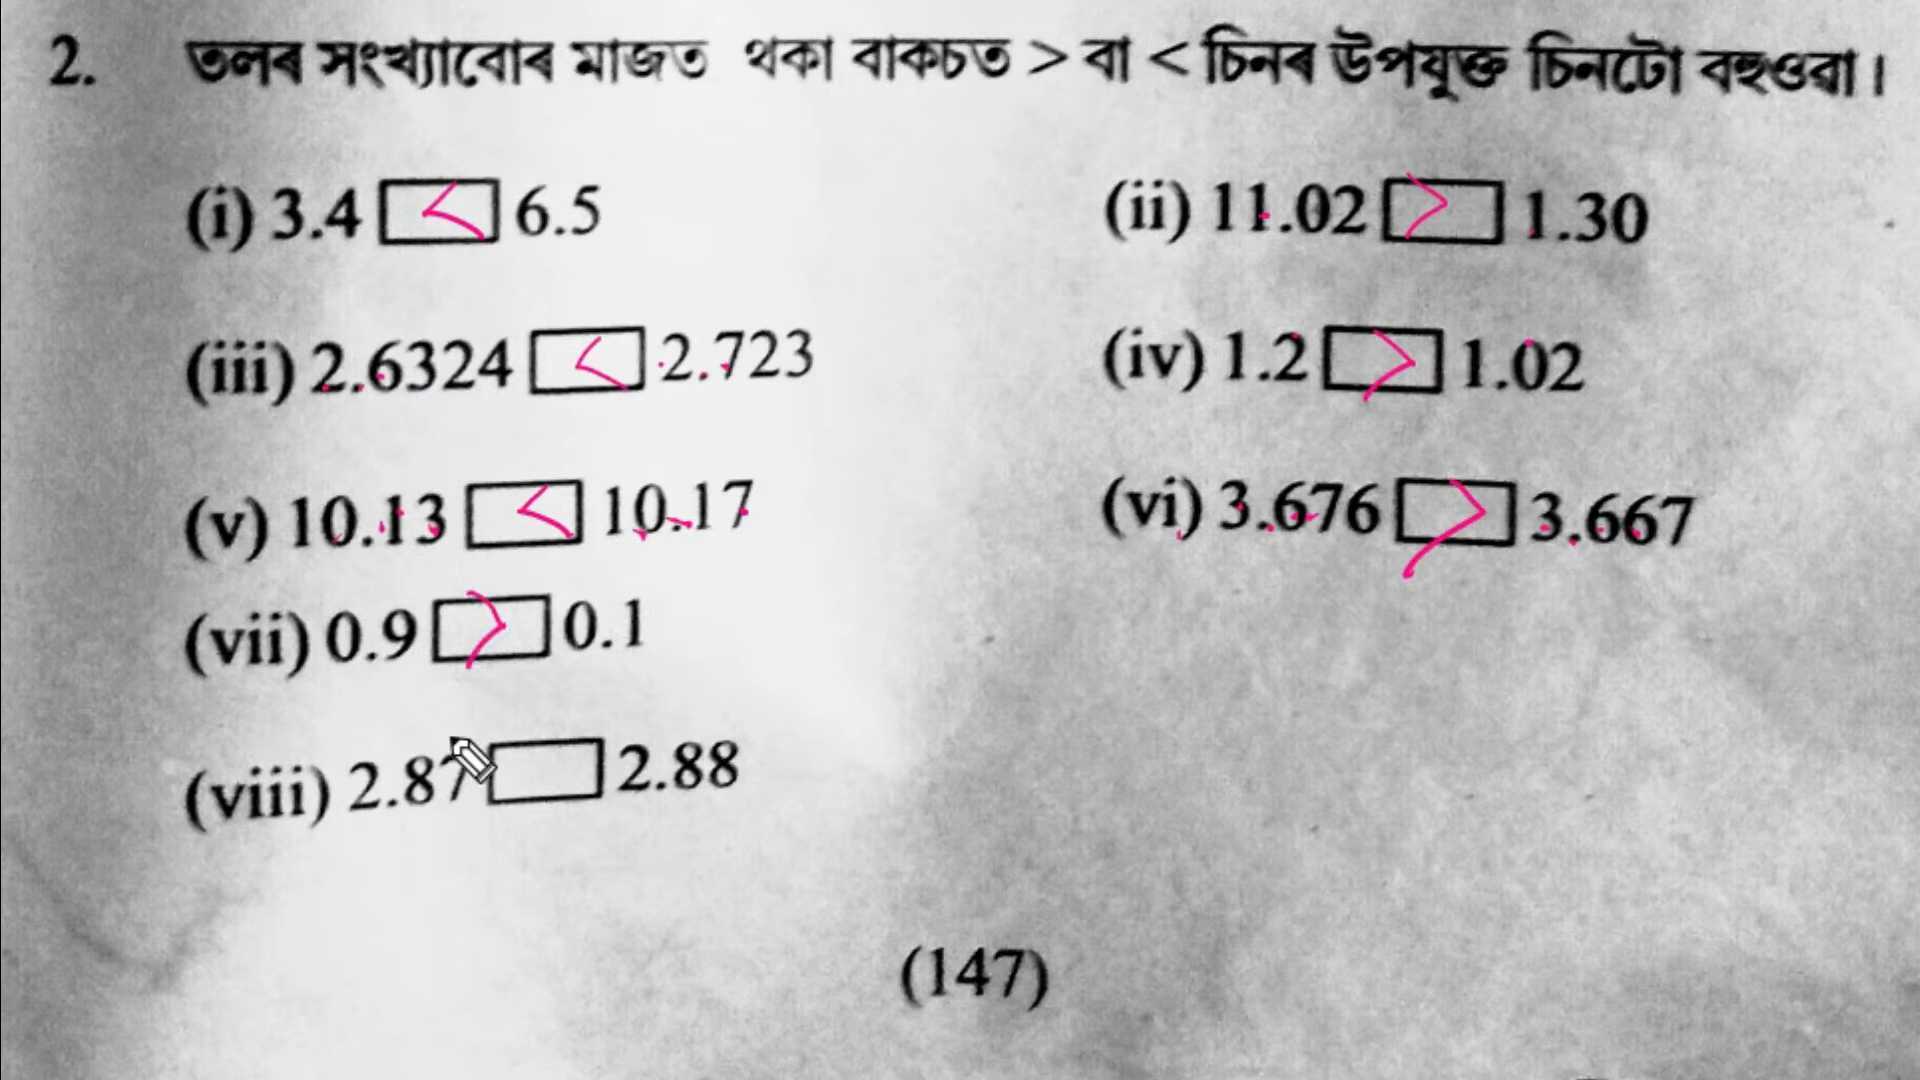 2. তলৰ সংখ্যাবোৰ মাজত থকা বাকচত > বা < চিনৰ উপযুক্ত চিনটো বহুওৱা।
(i) 3.4 < 6.5 (ii) 11.02 > 1.30
(iii) 2.6324 < 2.723 (iv) 1.2 > 1.02
(v) 10.13 < 10.17 (vi) 3.676 > 3.667
(vii) 0.9 > 0.1
(viii) 2.87 2.88
(147)